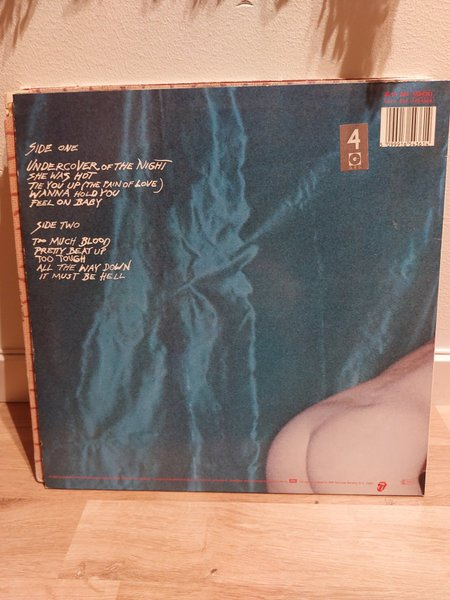 4
SIDE ONE
UNDERCOVER OF THE NIGHT
SHE WAS HOT
TIE YOU UP (THE PAIN OF LOVE)
WANNA HOLD YOU
FEEL ON BABY
SIDE TWO
TOO MUCH BLOOD
PRETTY BEAT UP
TOO TOUGH
ALL THE WAY DOWN
IT MUST BE HELL